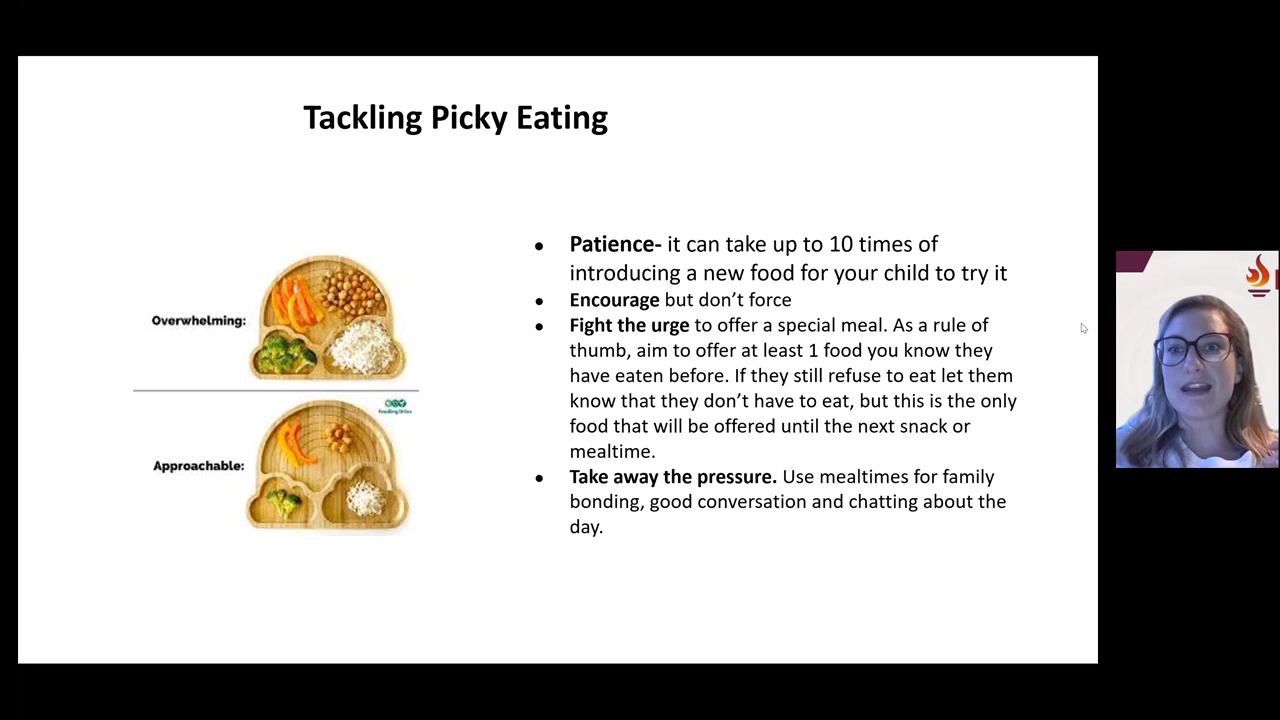 Tackling Picky Eating
Overwhelming:
feeding littles
Approachable:
● Patience- it can take up to 10 times of
introducing a new food for your child to try it
● Encourage but don’t force
● Fight the urge to offer a special meal. As a rule of
thumb, aim to offer at least 1 food you know they
have eaten before. If they still refuse to eat let them
know that they don’t have to eat, but this is the only
food that will be offered until the next snack or
mealtime.
● Take away the pressure. Use mealtimes for family
bonding, good conversation and chatting about the
day.